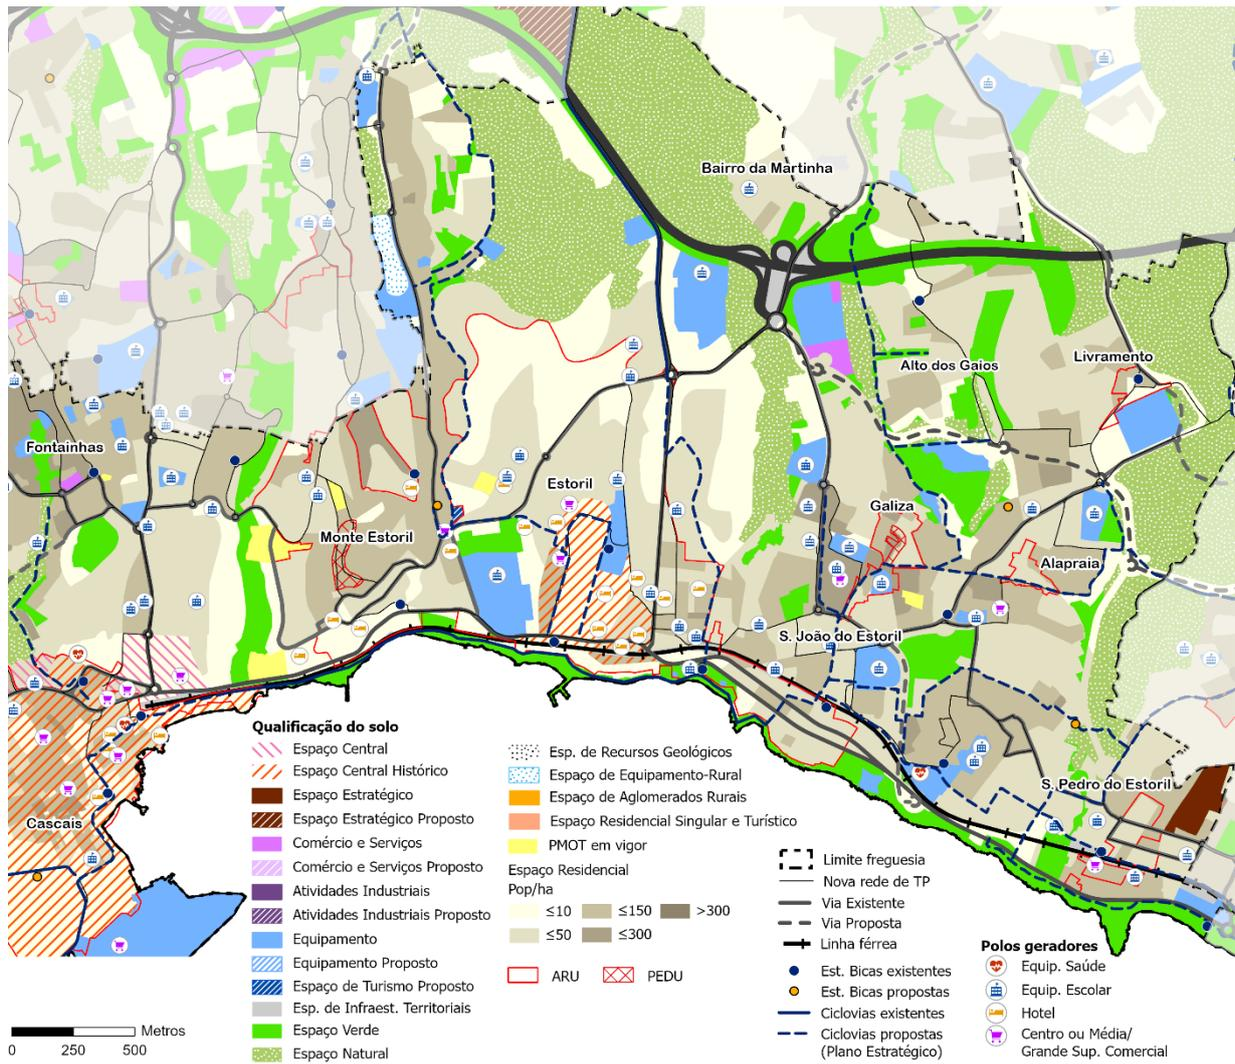 Bairro da Martinha
Livramento
Alto dos Gaios
Fontainhas
Estoril
Galiza
Monte Estoril
Alapraia
S. João do Estoril
S. Pedro do Estoril
Cascais
Qualificação do solo
Espaço Central
Espaço Central Histórico
Espaço Estratégico
Espaço Estratégico Proposto
Comércio e Serviços
Comércio e Serviços Proposto
Atividades Industriais
Atividades Industriais Proposto
Equipamento
Equipamento Proposto
Espaço de Turismo Proposto
Esp. de Infraest. Territoriais
Espaço Verde
Espaço Natural
Esp. de Recursos Geológicos
Espaço de Equipamento-Rural
Espaço de Aglomerados Rurais
Espaço Residencial Singular e Turístico
PMOT em vigor
Espaço Residencial
Pop/ha
≤10 ≤150 >300
≤50 ≤300
ARU PEDU
Limite freguesia
Nova rede de TP
Via Existente
Via Proposta
Linha férrea
Est. Bicas existentes
Est. Bicas propostas
Ciclovias existentes
Ciclovias propostas
(Plano Estratégico)
Polos geradores
Equip. Saúde
Equip. Escolar
Hotel
Centro ou Média/
Grande Sup. Comercial
Metros
0 250 500